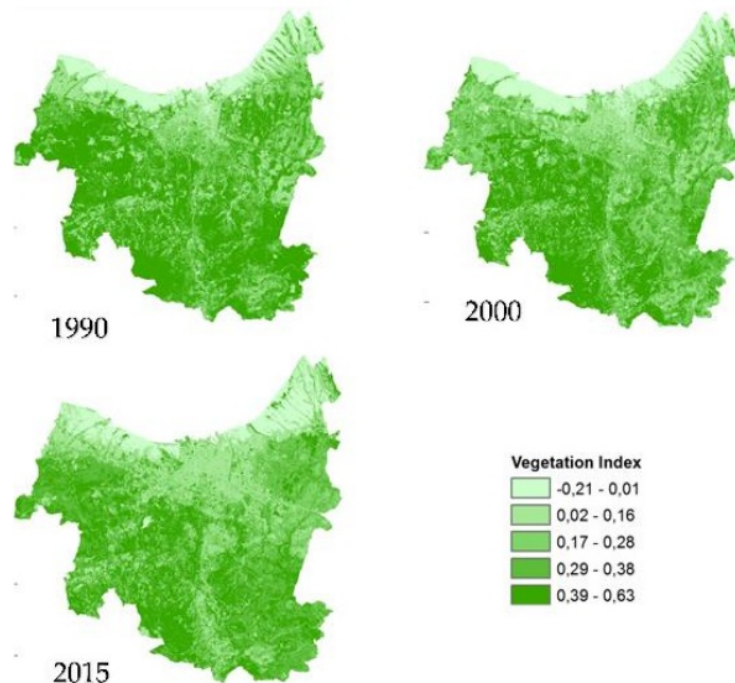 1990
2000
2015
Vegetation Index
-0,21 - 0,01
0,02 - 0,16
0,17 - 0,28
0,29 - 0,38
0,39 - 0,63